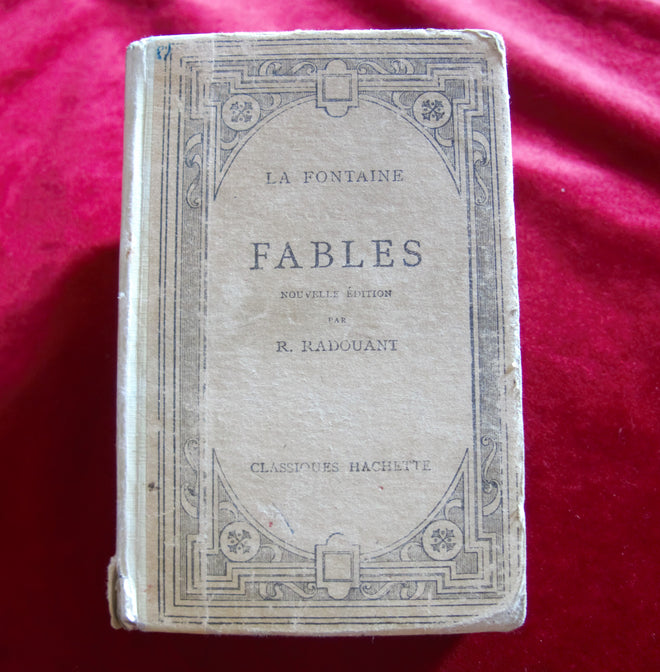 LA FONTAINE
FABLES
NOUVELLE ÉDITION
PAR
R. RADOUANT
CLASSIQUES HACHETTE